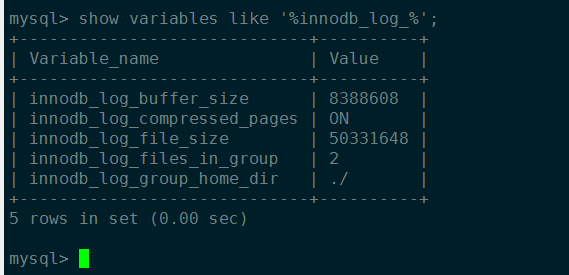 mysql> show variables like '%innodb_log_%';
+-----------------------------+----------+
| Variable_name               | Value    |
+-----------------------------+----------+
| innodb_log_buffer_size      | 8388608  |
| innodb_log_compressed_pages | ON       |
| innodb_log_file_size        | 50331648 |
| innodb_log_files_in_group   | 2        |
| innodb_log_group_home_dir   | ./       |
+-----------------------------+----------+
5 rows in set (0.00 sec)
mysql>